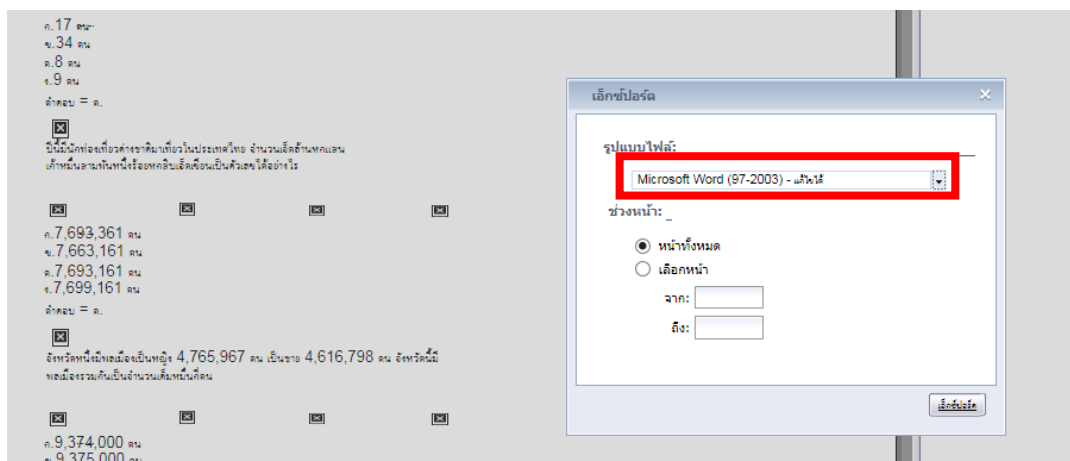 ก.17 คน
ข.34 คน
ค.8 คน
ง.9 คน
คำตอบ = ค.
ปีนี้มีนักท่องเที่ยวต่างชาติมาเที่ยวในประเทศไทย จำนวนเจ็ดล้านหกแสน
เก้าหมื่นสามพันหนึ่งร้อยหกสิบเอ็ดเขียนเป็นตัวเลขได้อย่างไร
ก.7,693,361 คน
ข.7,663,161 คน
ค.7,693,161 คน
ง.7,699,161 คน
คำตอบ = ค.
จังหวัดหนึ่งมีพลเมืองเป็นหญิง 4,765,967 คน เป็นชาย 4,616,798 คน จังหวัดนี้มี
พลเมืองรวมกันเป็นจำนวนเต็มหมื่นกี่คน
ก.9,374,000 คน
ข.9,375,000 คน
เอ็กซ์ปอร์ต
รูปแบบไฟล์:
Microsoft Word (97-2003) - แก้ไขได้
ช่วงหน้า:
หน้าทั้งหมด
เลือกหน้า
จาก:
ถึง:
เอ็กซ์ปอร์ต